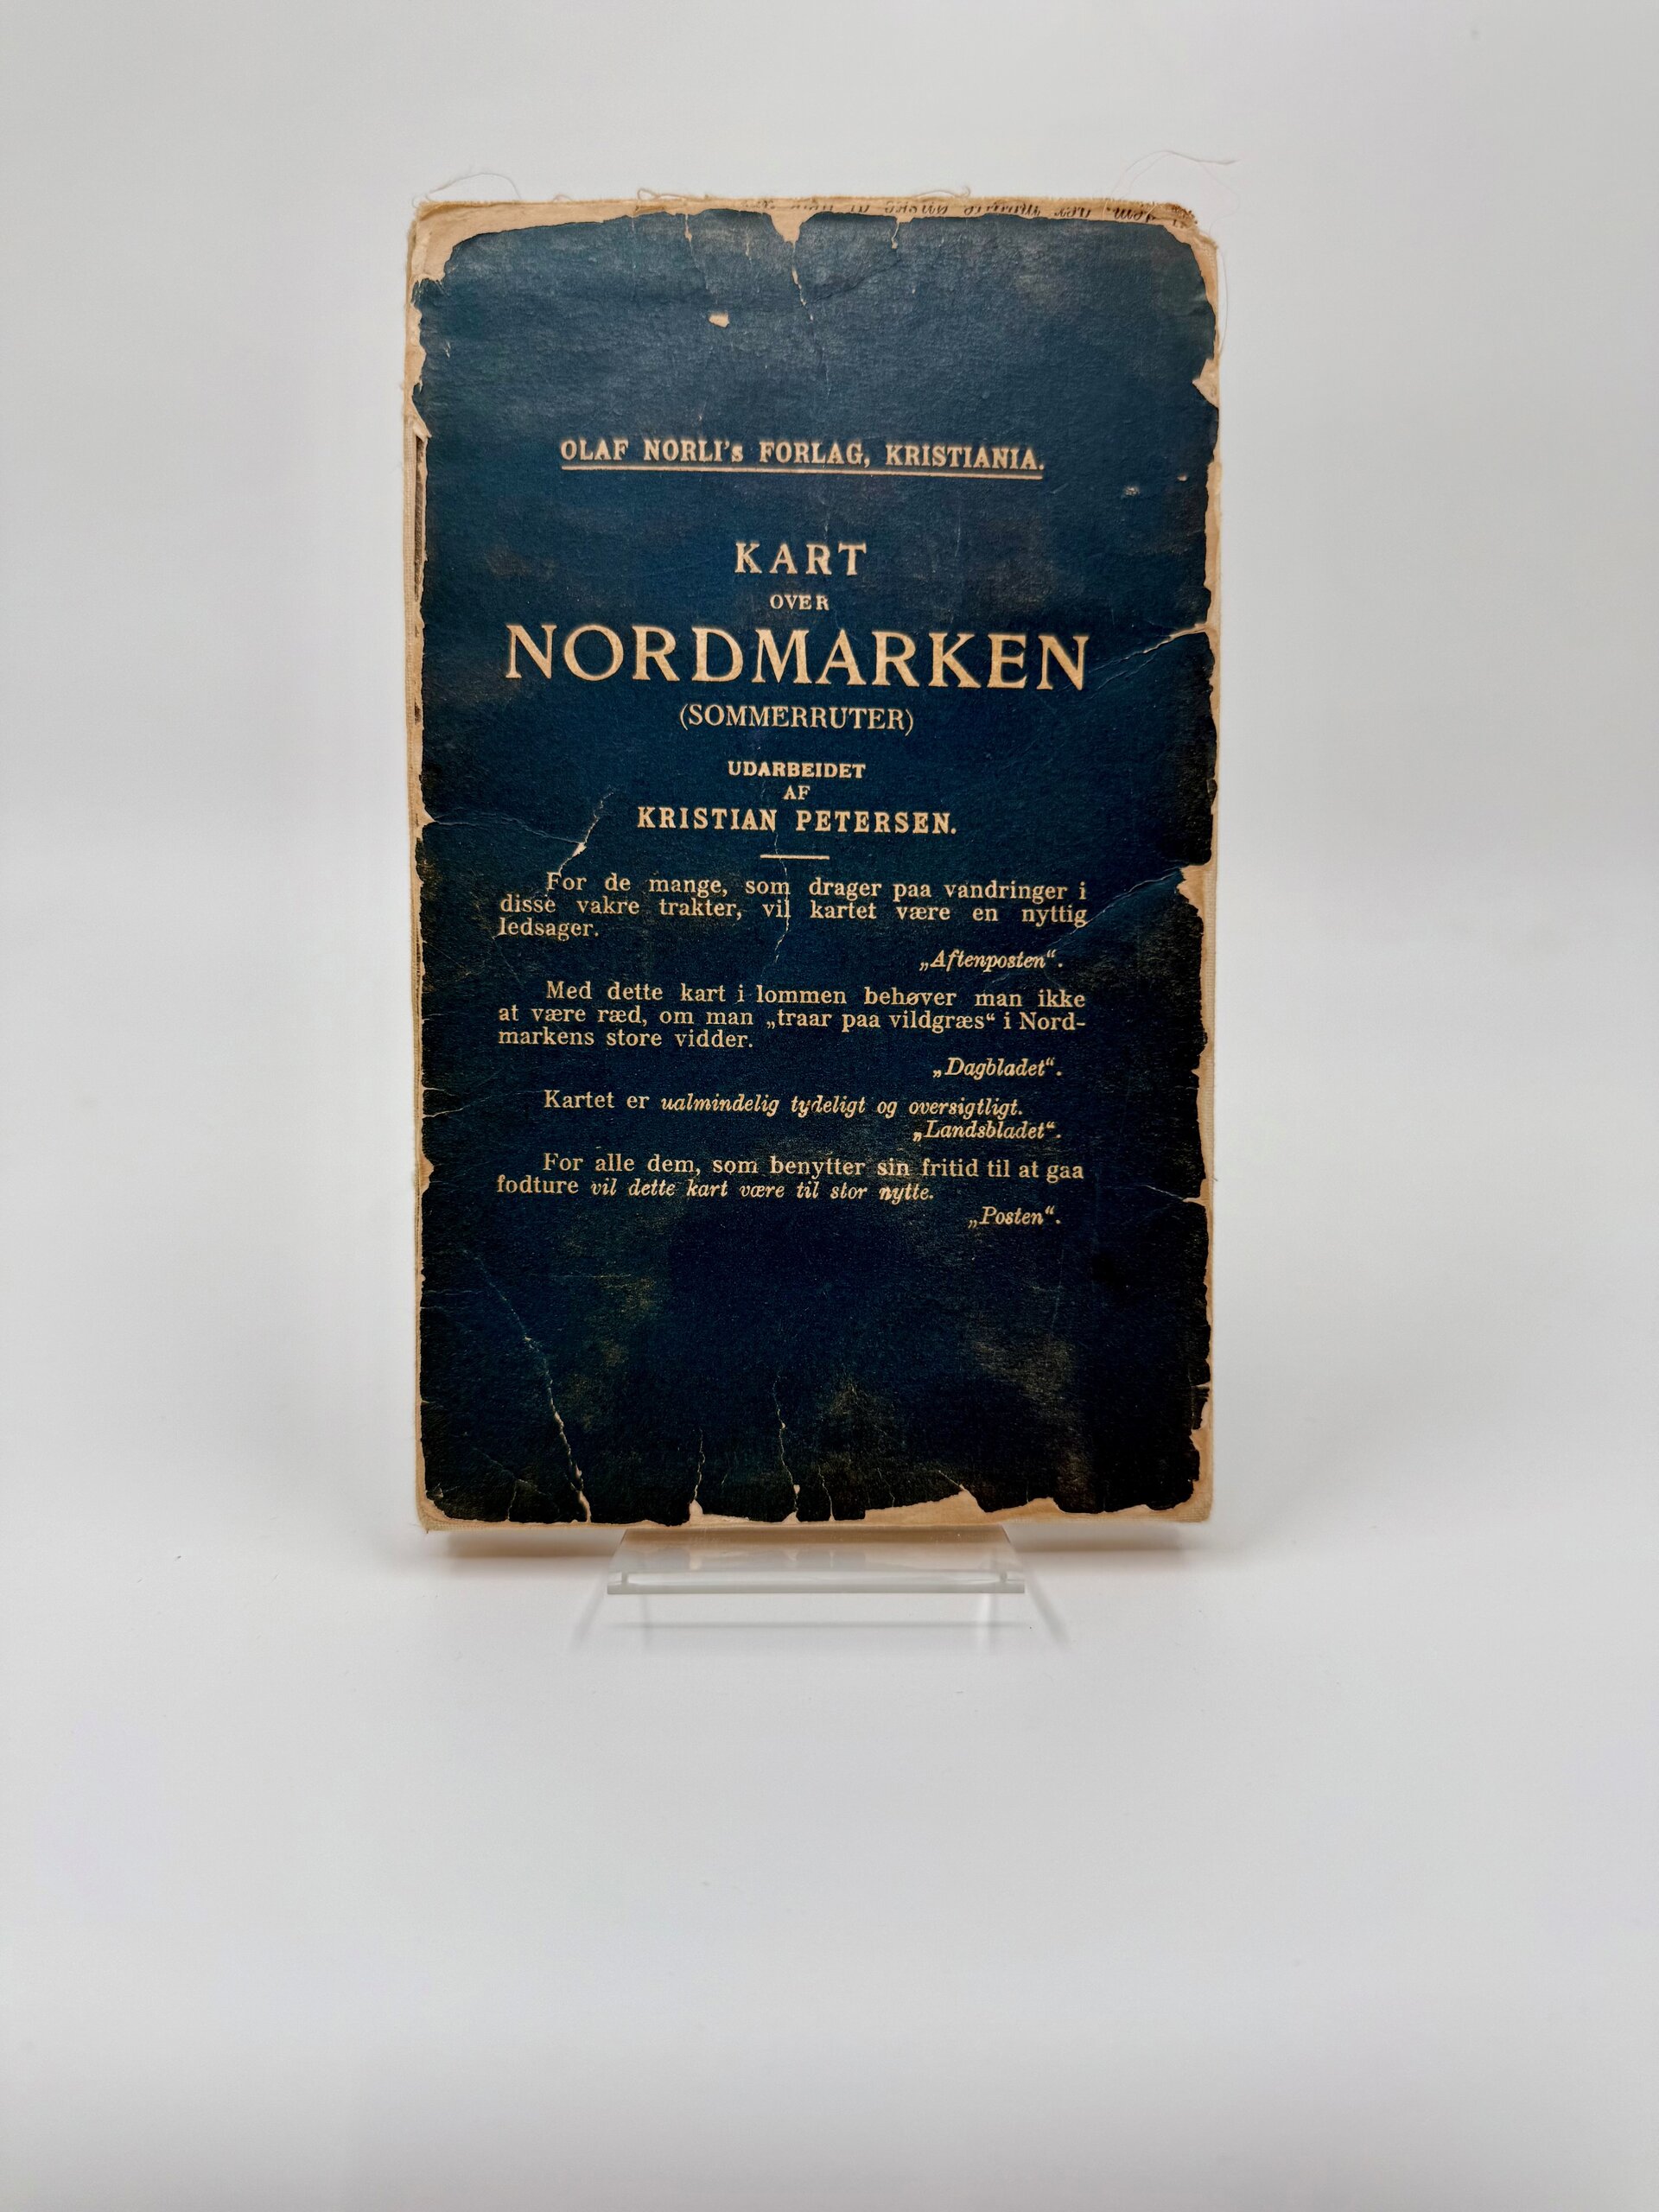 OLAF NORLI's FORLAG, KRISTIANIA.
KART
OVER
NORDMARKEN
(SOMMERRUTER)
UDARBEIDET
AF
KRISTIAN PETERSEN.
For de mange, som drager paa vandringer i
disse vakre trakter, vil kartet være en nyttig
ledsager.
„Aftenposten“.
Med dette kart i lommen behøver man ikke
at være ræd, om man „traar paa vildgræs“ i Nord-
markens store vidder.
„Dagbladet“.
Kartet er ualmindelig tydeligt og oversigtligt.
„Landsbladet“.
For alle dem, som benytter sin fritid til at gaa
fodture vil dette kart være til stor nytte.
„Posten“.